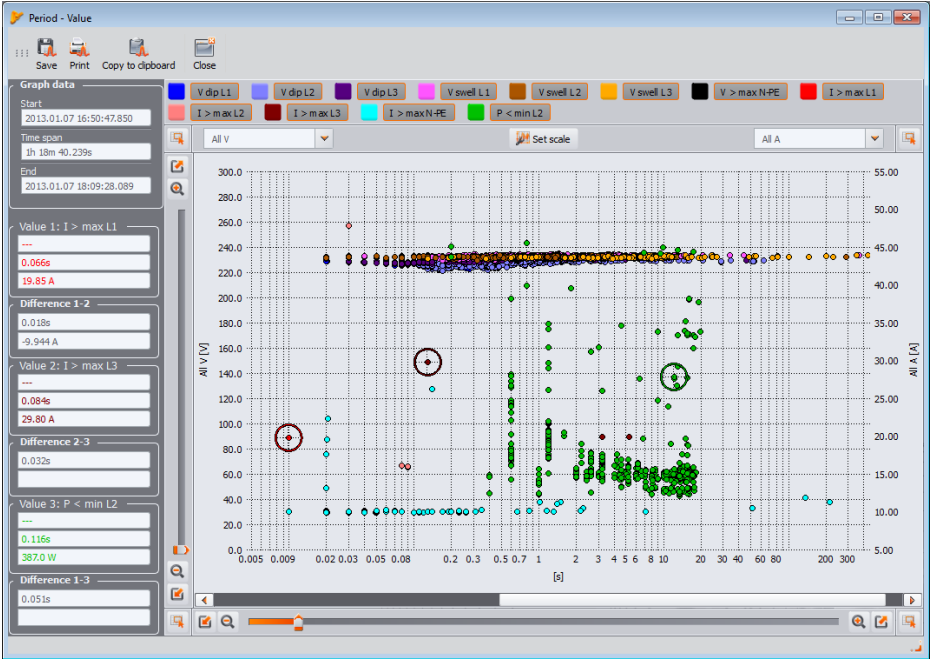 Period - Value
Save
Print
Copy to clipboard
Close
Graph data
Start
2013.01.07 16:50:47.850
Time span
1h 18m 40.239s
End
2013.01.07 18:09:28.089
Value 1: I > max L1
---
0.066s
19.85 A
Difference 1-2
0.018s
-9.944 A
Value 2: I > max L3
---
0.084s
29.80 A
Difference 2-3
0.032s
Value 3: P < min L2
---
0.116s
387.0 W
Difference 1-3
0.051s
V dip L1 V dip L2 V dip L3 V swell L1 V swell L2 V swell L3 V > max N-PE I > max L1
I > max L2 I > max L3 I > max N-PE P < min L2
All V Set scale All A
300.0 55.00
280.0
260.0 50.00
240.0 45.00
220.0
200.0 40.00
180.0 35.00
160.0 30.00
All V [V] All A [A]
140.0
120.0 25.00
100.0 20.00
80.0
60.0 15.00
40.0 10.00
20.0
0.0 5.00
0.005 0.009 0.02 0.03 0.05 0.08 0.2 0.3 0.5 0.7 1 2 3 4 5 6 8 10 20 30 40 60 80 200 300
[s]